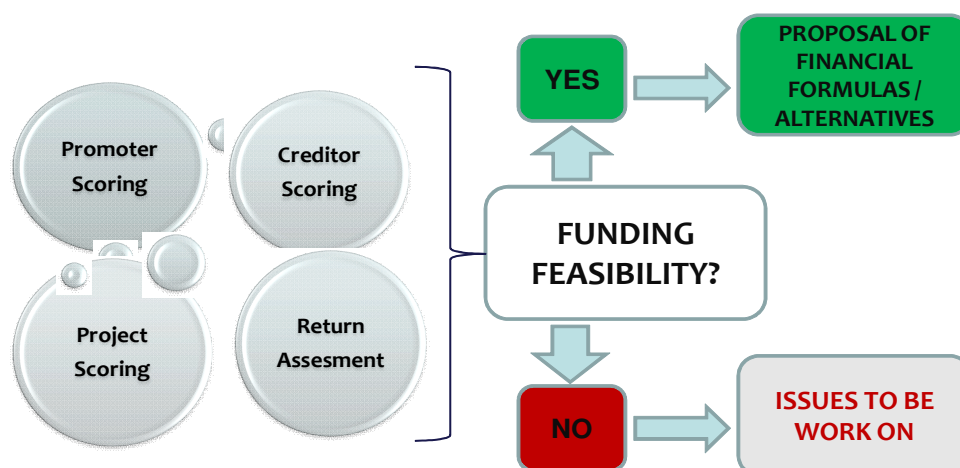 Promoter
Scoring
Creditor
Scoring
Project
Scoring
Return
Assesment
FUNDING
FEASIBILITY?
YES
PROPOSAL OF
FINANCIAL
FORMULAS /
ALTERNATIVES
NO
ISSUES TO BE
WORK ON